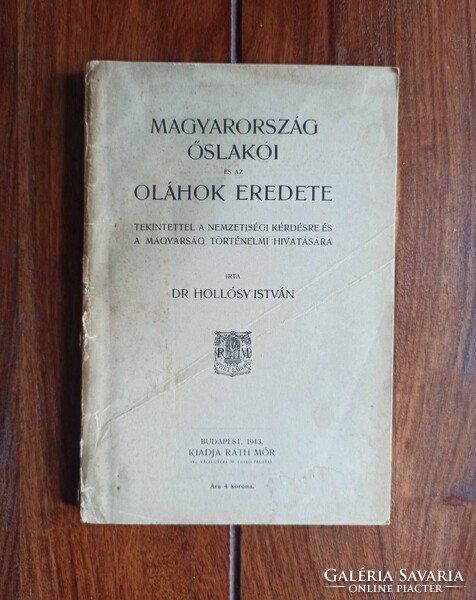 MAGYARORSZÁG
ŐSLAKÓI
ÉS AZ
OLÁHOK EREDETE
TEKINTETTEL A NEMZETISÉGI KÉRDÉSRE ÉS
A MAGYARSÁG TÖRTÉNELMI HIVATÁSÁRA
IRTA
DR HOLLÓSY ISTVÁN
R M
BUDAPEST, 1913.
KIADJA RÁTH MÓR
Ára 4 korona.
GALÉRIA SAVARIA
ONLINE PIACTÉR